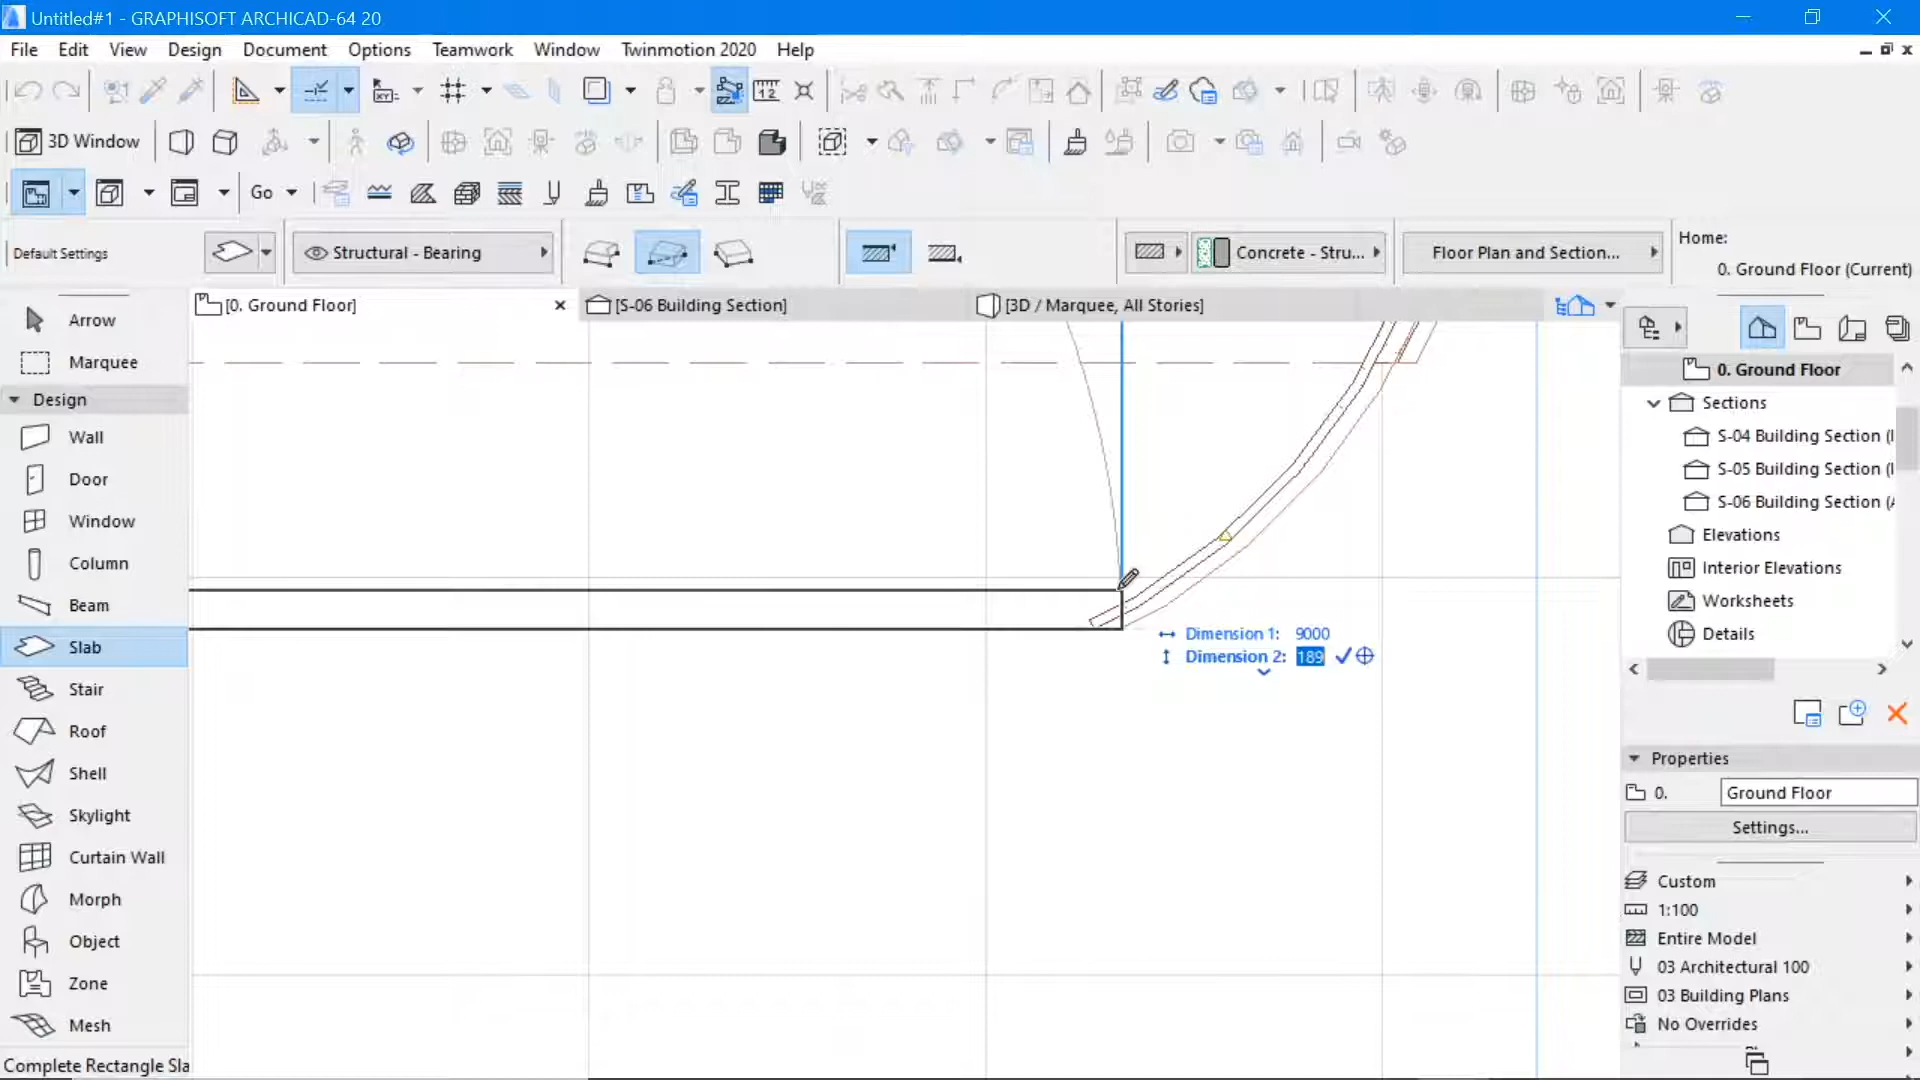 Untitled#1 - GRAPHISOFT ARCHICAD-64 20
File Edit View Design Document Options Teamwork Window Twinmotion 2020 Help
3D Window
Go
Default Settings
Structural - Bearing
Concrete - Stru...
Floor Plan and Section...
Home:
0. Ground Floor (Current)
[0. Ground Floor]
[S-06 Building Section]
[3D / Marquee, All Stories]
Arrow
Marquee
Design
Wall
Door
Window
Column
Beam
Slab
Stair
Roof
Shell
Skylight
Curtain Wall
Morph
Object
Zone
Mesh
Complete Rectangle Sla
Dimension 1: 9000
Dimension 2: 189
0. Ground Floor
Sections
S-04 Building Section (I
S-05 Building Section (I
S-06 Building Section (A
Elevations
Interior Elevations
Worksheets
Details
Properties
0. Ground Floor
Settings...
Custom
1:100
Entire Model
03 Architectural 100
03 Building Plans
No Overrides